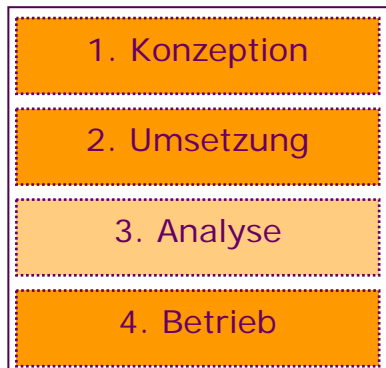 1. Konzeption
2. Umsetzung
3. Analyse
4. Betrieb